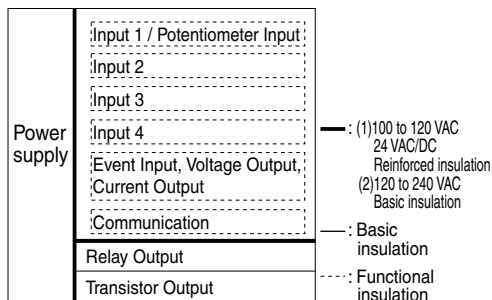 Input 1 / Potentiometer Input
Input 2
Input 3
Input 4
Event Input, Voltage Output,
Current Output
Communication
Power
supply
Relay Output
Transistor Output
: (1)100 to 120 VAC
24 VAC/DC
Reinforced insulation
(2)120 to 240 VAC
Basic insulation
: Basic
insulation
: Functional
insulation